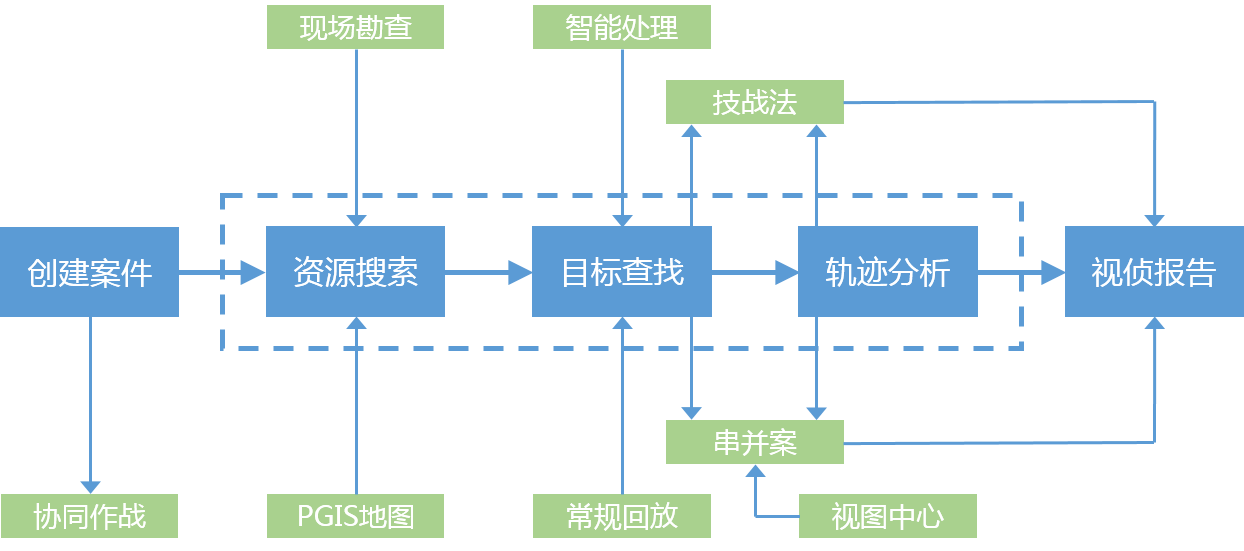 现场勘查
智能处理
技战法
创建案件
资源搜索
目标查找
轨迹分析
视侦报告
串并案
协同作战
PGIS地图
常规回放
视图中心